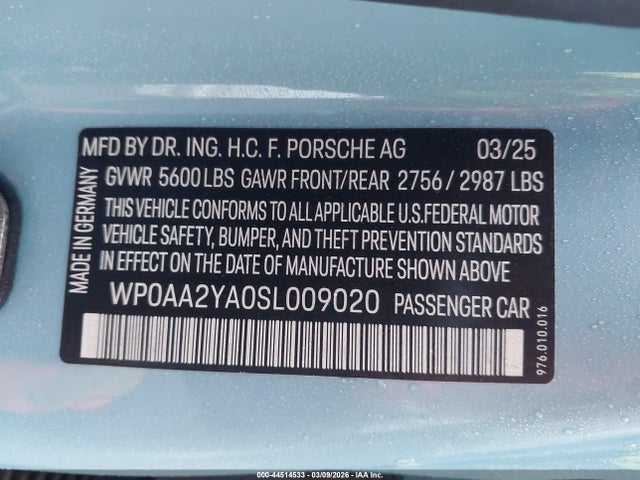 MFD BY DR. ING. H.C. F. PORSCHE AG 03/25
GVWR 5600 LBS GAWR FRONT/REAR 2756 / 2987 LBS
THIS VEHICLE CONFORMS TO ALL APPLICABLE U.S.FEDERAL MOTOR
VEHICLE SAFETY, BUMPER, AND THEFT PREVENTION STANDARDS
IN EFFECT ON THE DATE OF MANUFACTURE SHOWN ABOVE
WP0AA2YA0SL009020 PASSENGER CAR
MADE IN GERMANY
976.010.016
000-44514533 - 03/09/2026 - IAA Inc.